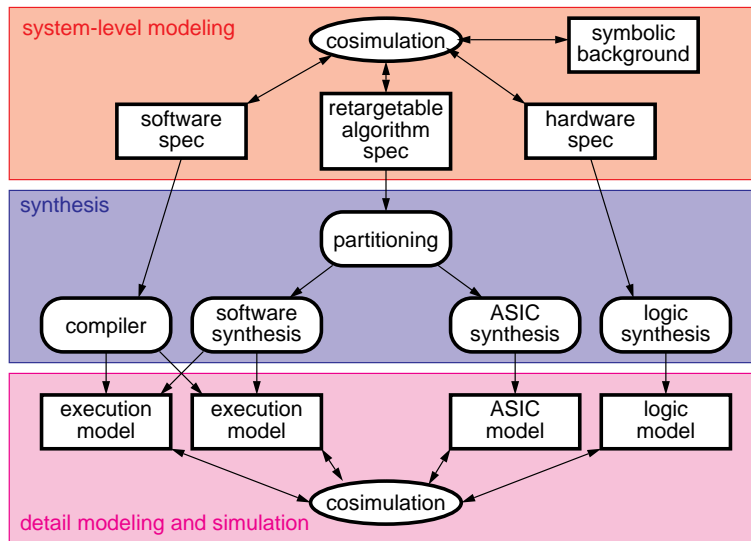 system-level modeling
cosimulation
symbolic
background
software
spec
retargetable
algorithm
spec
hardware
spec
synthesis
partitioning
compiler
software
synthesis
ASIC
synthesis
logic
synthesis
execution
model
execution
model
ASIC
model
logic
model
cosimulation
detail modeling and simulation